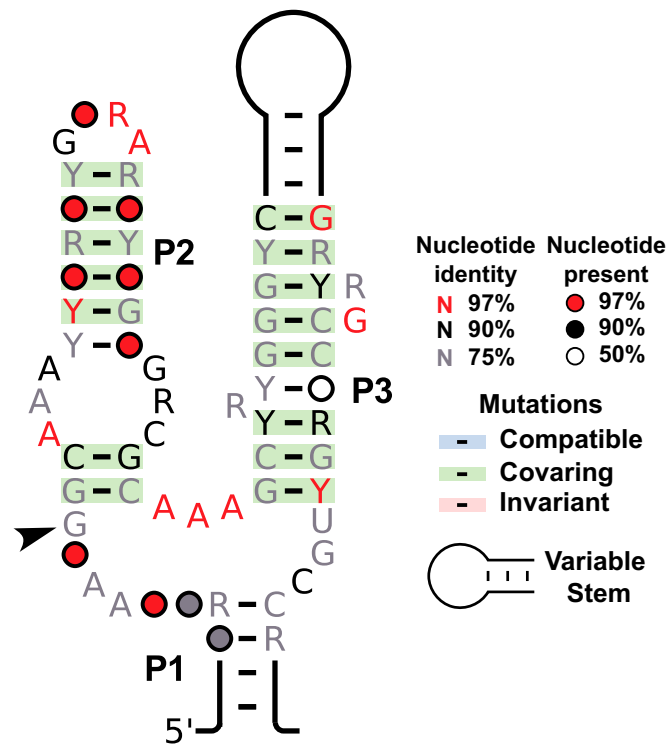 R
G A
Y R
P2
R Y
Y G
Y
A G
A R
A C
C G
G C
G
A A A
A A
R C
R
P1
5'
C G
Y R
G Y R
G C G
G C
Y
P3
R Y R
C G
G Y
U
G
C
Nucleotide identity
N 97%
N 90%
N 75%
Nucleotide present
97%
90%
50%
Mutations
Compatible
Covaring
Invariant
Variable
Stem